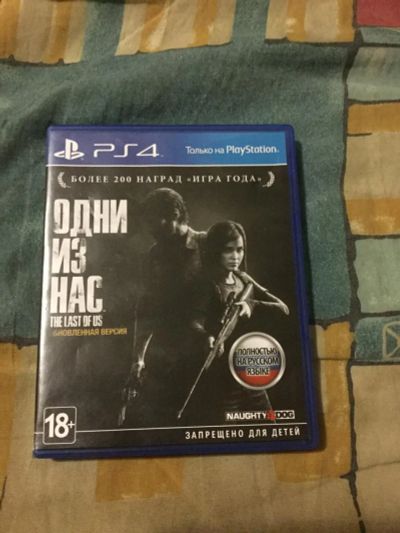 PS4
Только на PlayStation.
БОЛЕЕ 200 НАГРАД «ИГРА ГОДА»
ОДНИ
ИЗ
НАС
THE LAST OF US
ОБНОВЛЕННАЯ ВЕРСИЯ
ПОЛНОСТЬЮ
НА РУССКОМ
ЯЗЫКЕ
NAUGHTY DOG
18+
ЗАПРЕЩЕНО ДЛЯ ДЕТЕЙ